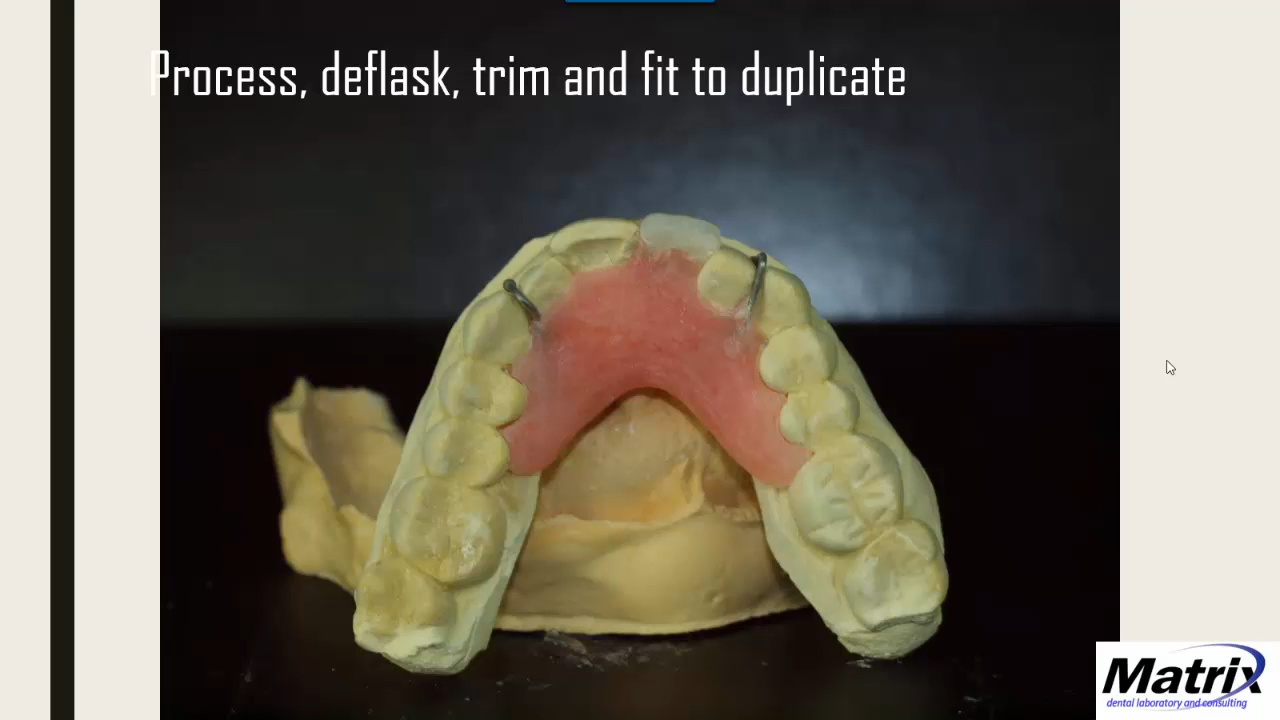 Process, deflask, trim and fit to duplicate
Matrix
dental laboratory and consulting